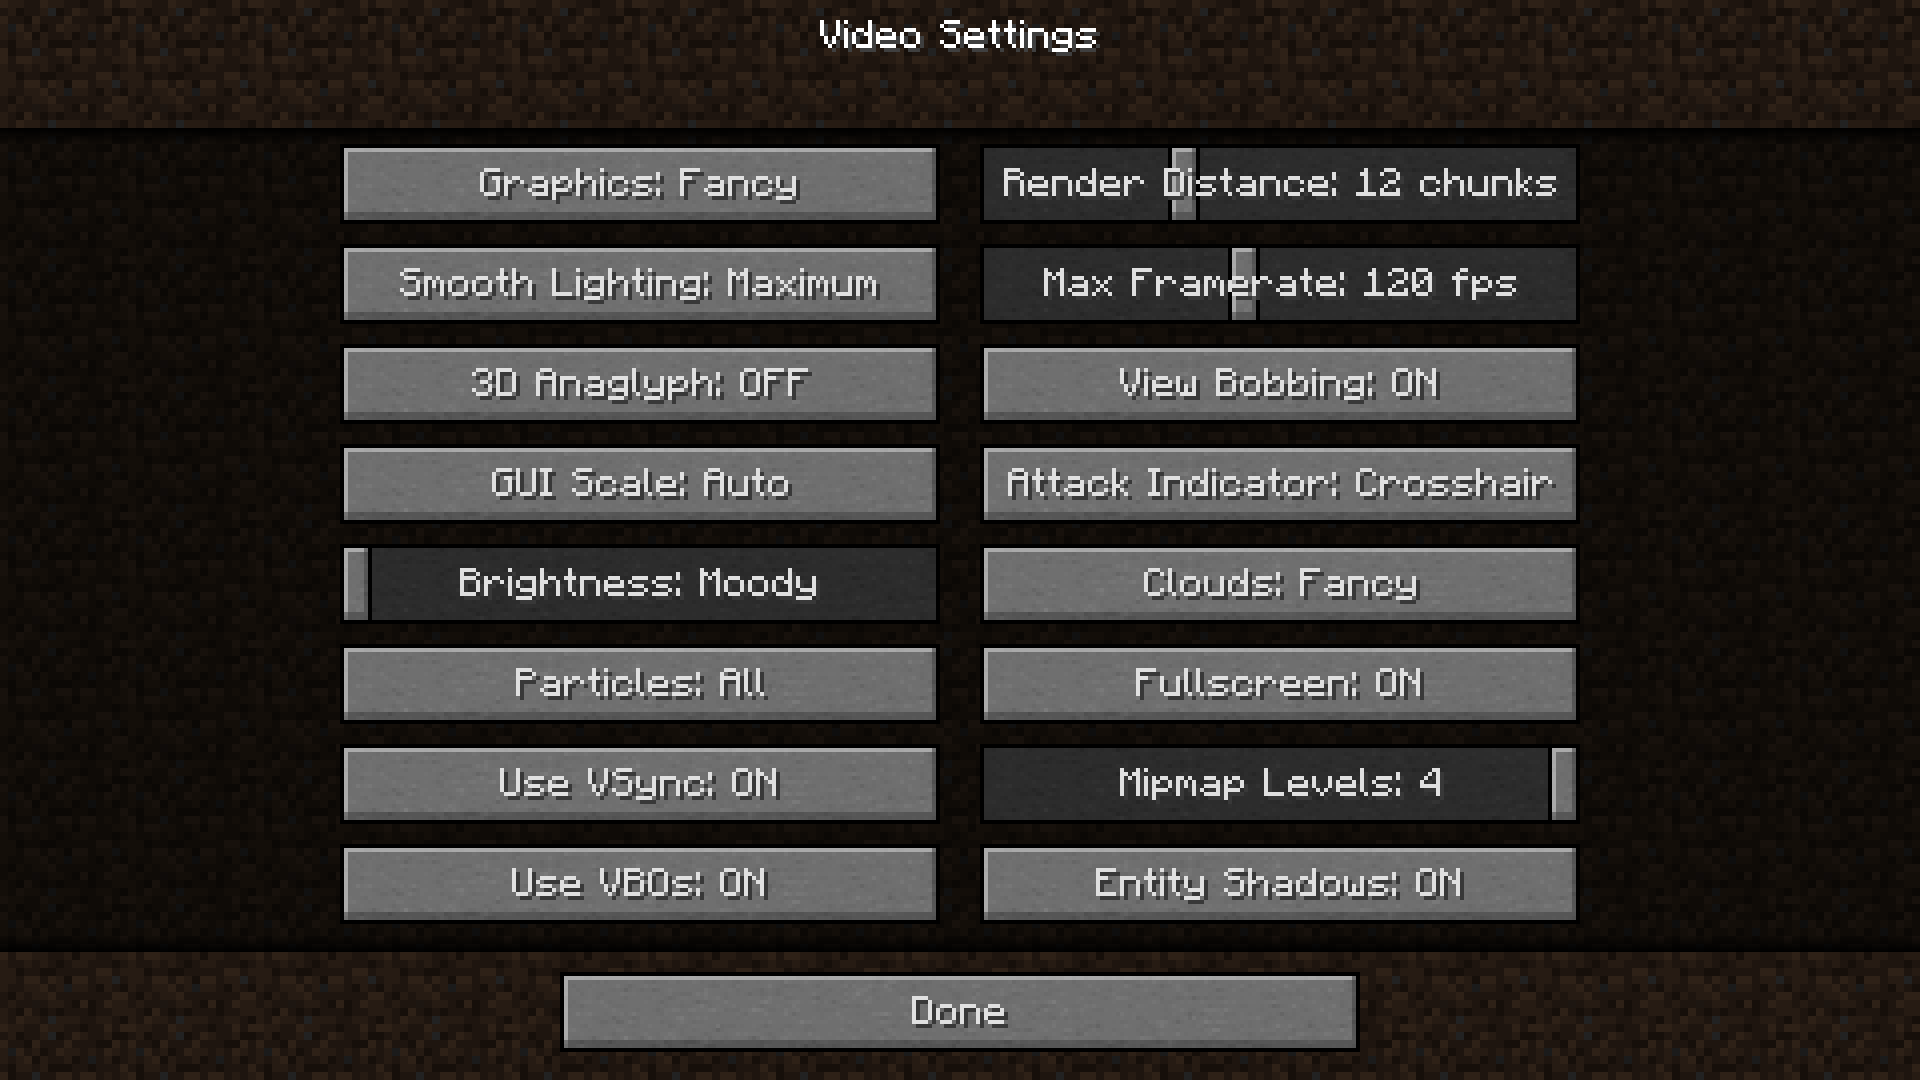 Video Settings
Graphics: Fancy
Render Distance: 12 chunks
Smooth Lighting: Maximum
Max Framerate: 120 fps
3D Anaglyph: OFF
View Bobbing: ON
GUI Scale: Auto
Attack Indicator: Crosshair
Brightness: Moody
Clouds: Fancy
Particles: All
Fullscreen: ON
Use VSync: ON
Mipmap Levels: 4
Use VBOs: ON
Entity Shadows: ON
Done